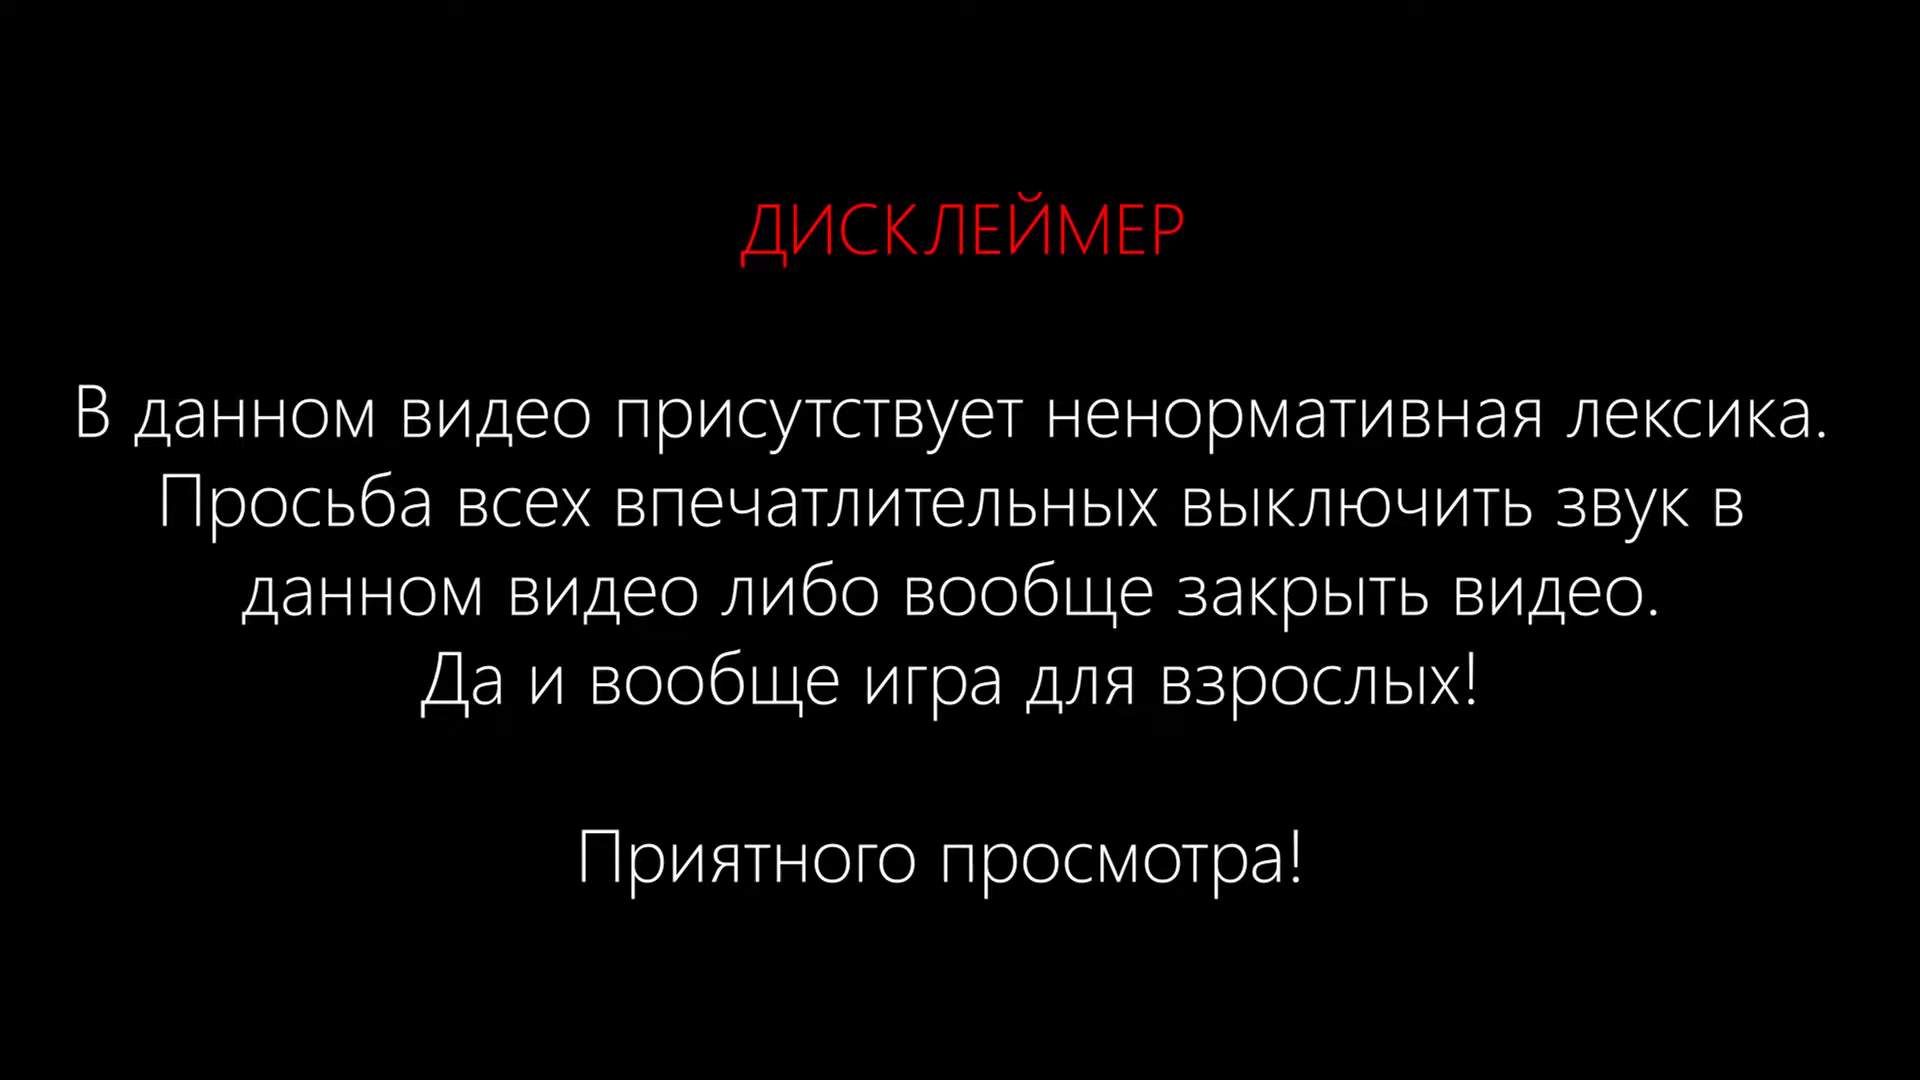 ДИСКЛЕЙМЕР
В данном видео присутствует ненормативная лексика.
Просьба всех впечатлительных выключить звук в
данном видео либо вообще закрыть видео.
Да и вообще игра для взрослых!
Приятного просмотра!